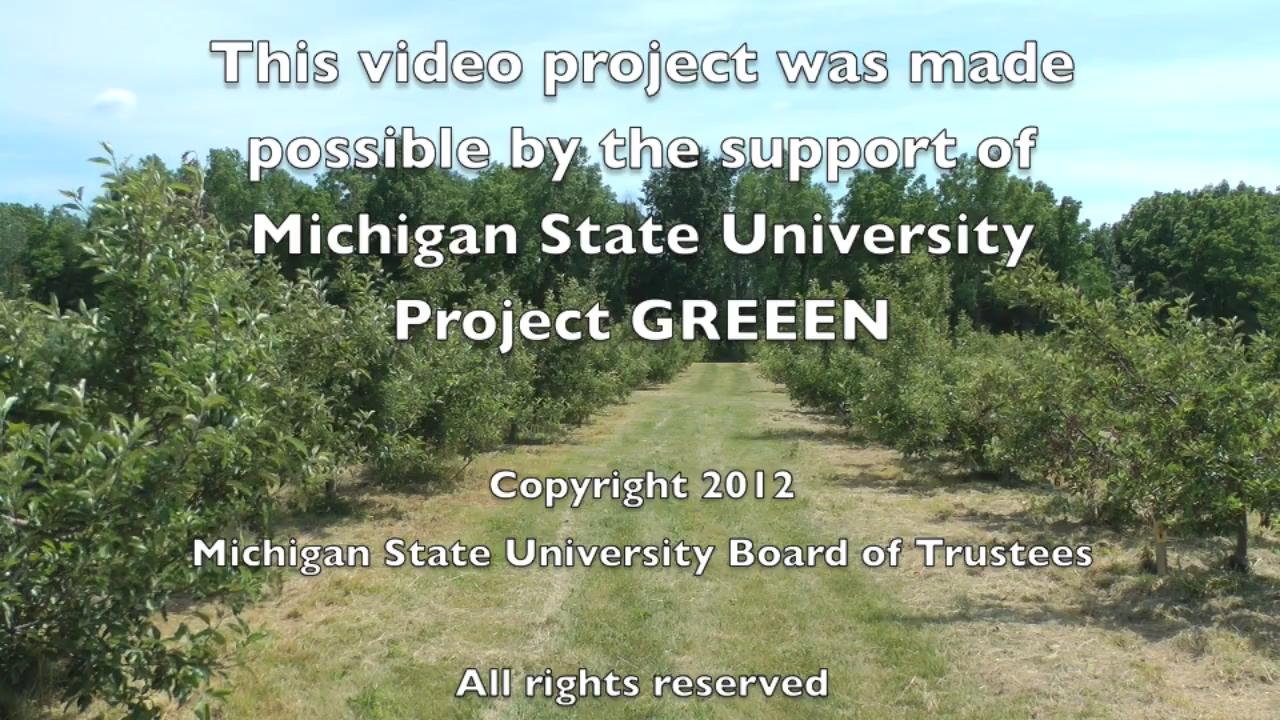 This video project was made
possible by the support of
Michigan State University
Project GREEEN
Copyright 2012
Michigan State University Board of Trustees
All rights reserved